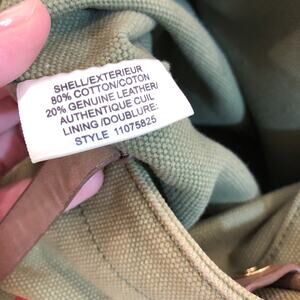 SHELL/EXTERIEUR
80% COTTON/COTON
20% GENUINE LEATHER/
AUTHENTIQUE CUIL
LINING /DOUBLURE:
STYLE 11075825